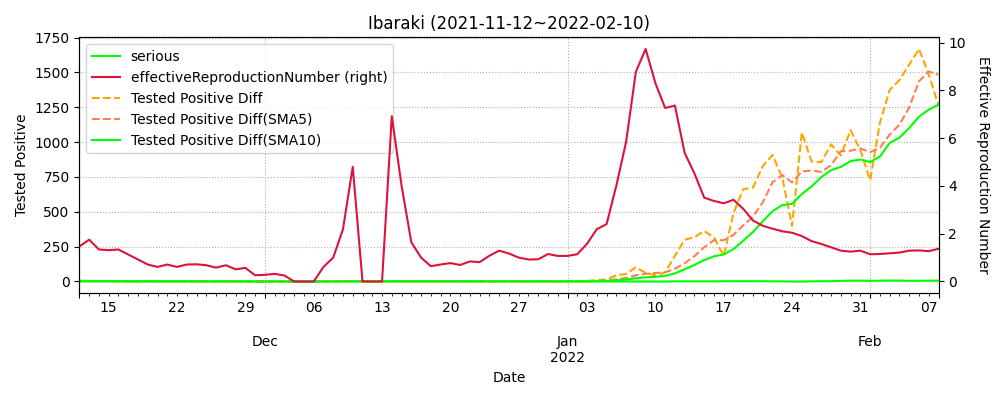 Ibaraki (2021-11-12~2022-02-10)
serious
effectiveReproductionNumber (right)
Tested Positive Diff
Tested Positive Diff(SMA5)
Tested Positive Diff(SMA10)
Tested Positive
1750
1500
1250
1000
750
500
250
0
10
8
6
4
2
0
Effective Reproduction Number
15 22 29 06 13 20 27 03 10 17 24 31 07
Dec Jan Feb
2022
Date